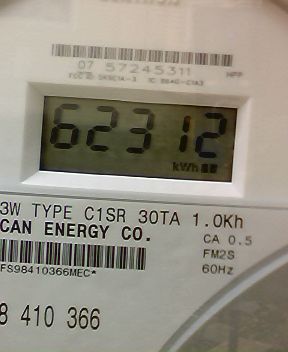 07 57245311 HPP
62312
kWh
3W TYPE C1SR 30TA 1.0Kh
CAN ENERGY CO.
CA 0.5
FM2S
60Hz
FS98410366MEC*
8 410 366